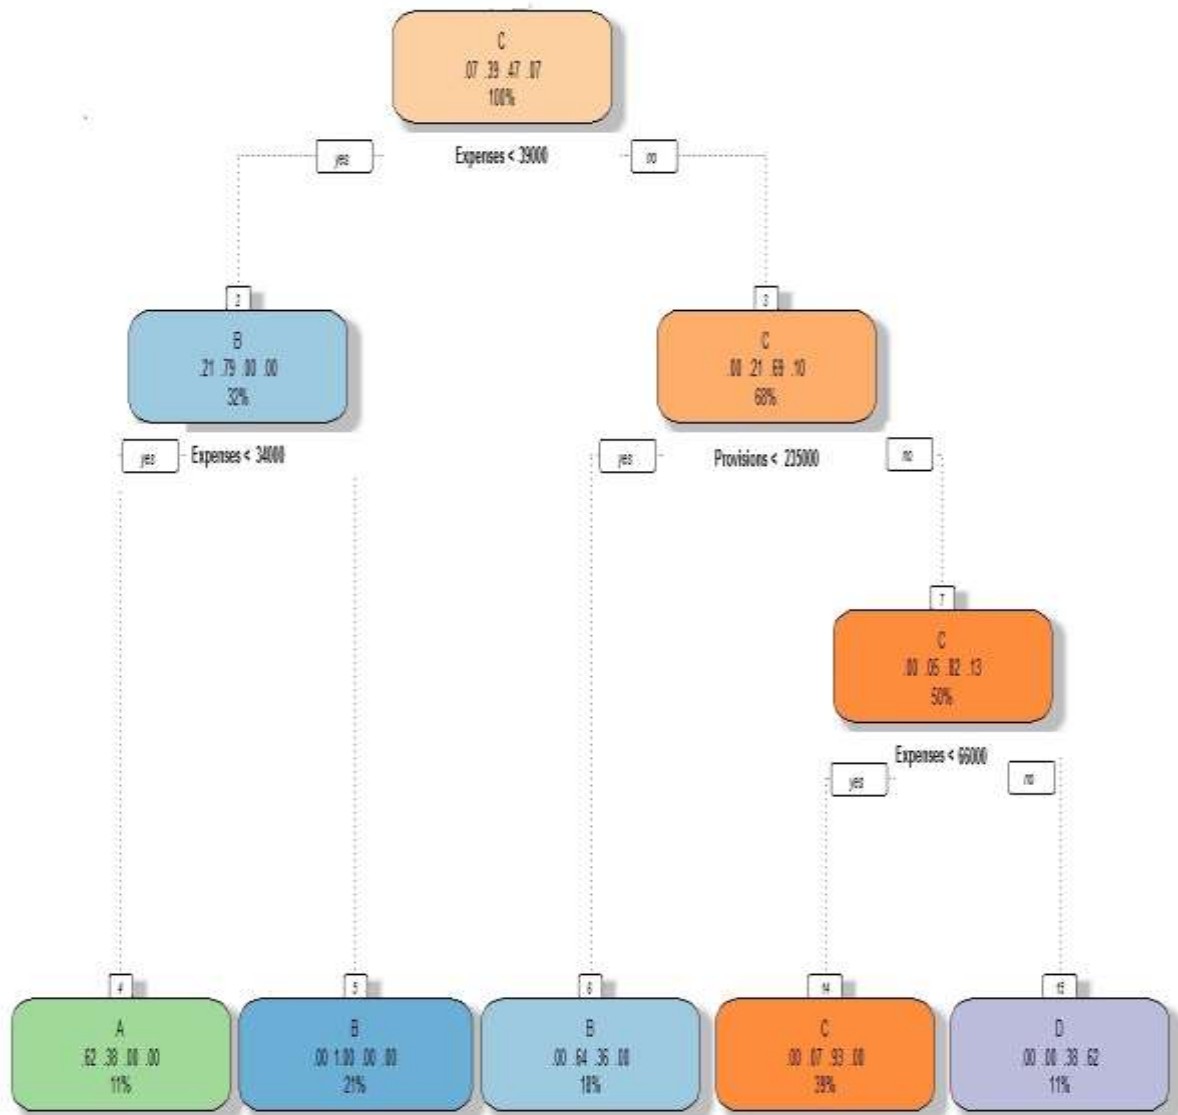 C
.07 .39 .47 .07
100%
yes Expenses < 39000 no
2
3
B
.21 .79 .00 .00
32%
C
.00 .21 .69 .10
68%
yes Expenses < 34000
yes Provisions < 235000 no
7
C
.00 .05 .82 .13
50%
Expenses < 66000
yes no
4
5
6
14
15
A
.62 .38 .00 .00
11%
B
.00 1.00 .00 .00
21%
B
.00 .64 .36 .00
18%
C
.00 .07 .93 .00
39%
D
.00 .00 .38 .62
11%